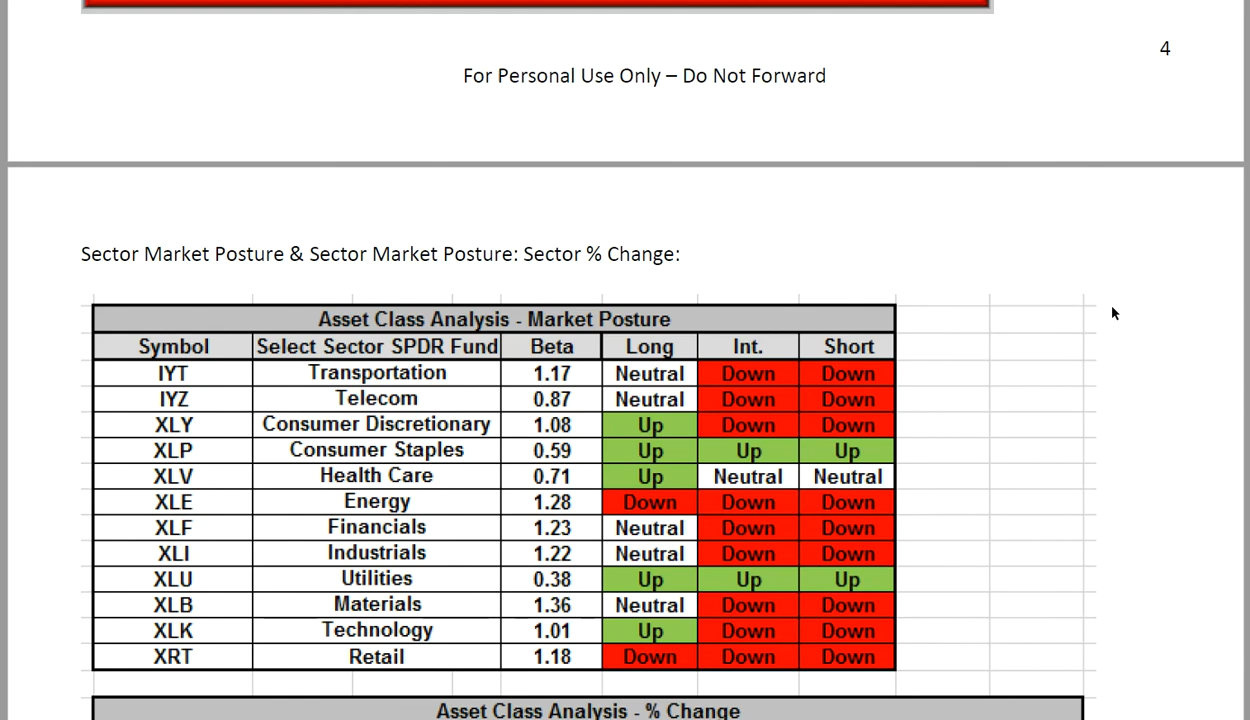 4
For Personal Use Only – Do Not Forward
Sector Market Posture & Sector Market Posture: Sector % Change:
Asset Class Analysis - Market Posture
Symbol Select Sector SPDR Fund Beta Long Int. Short
IYT Transportation 1.17 Neutral Down Down
IYZ Telecom 0.87 Neutral Down Down
XLY Consumer Discretionary 1.08 Up Down Down
XLP Consumer Staples 0.59 Up Up Up
XLV Health Care 0.71 Up Neutral Neutral
XLE Energy 1.28 Down Down Down
XLF Financials 1.23 Neutral Down Down
XLI Industrials 1.22 Neutral Down Down
XLU Utilities 0.38 Up Up Up
XLB Materials 1.36 Neutral Down Down
XLK Technology 1.01 Up Down Down
XRT Retail 1.18 Down Down Down
Asset Class Analysis - % Change